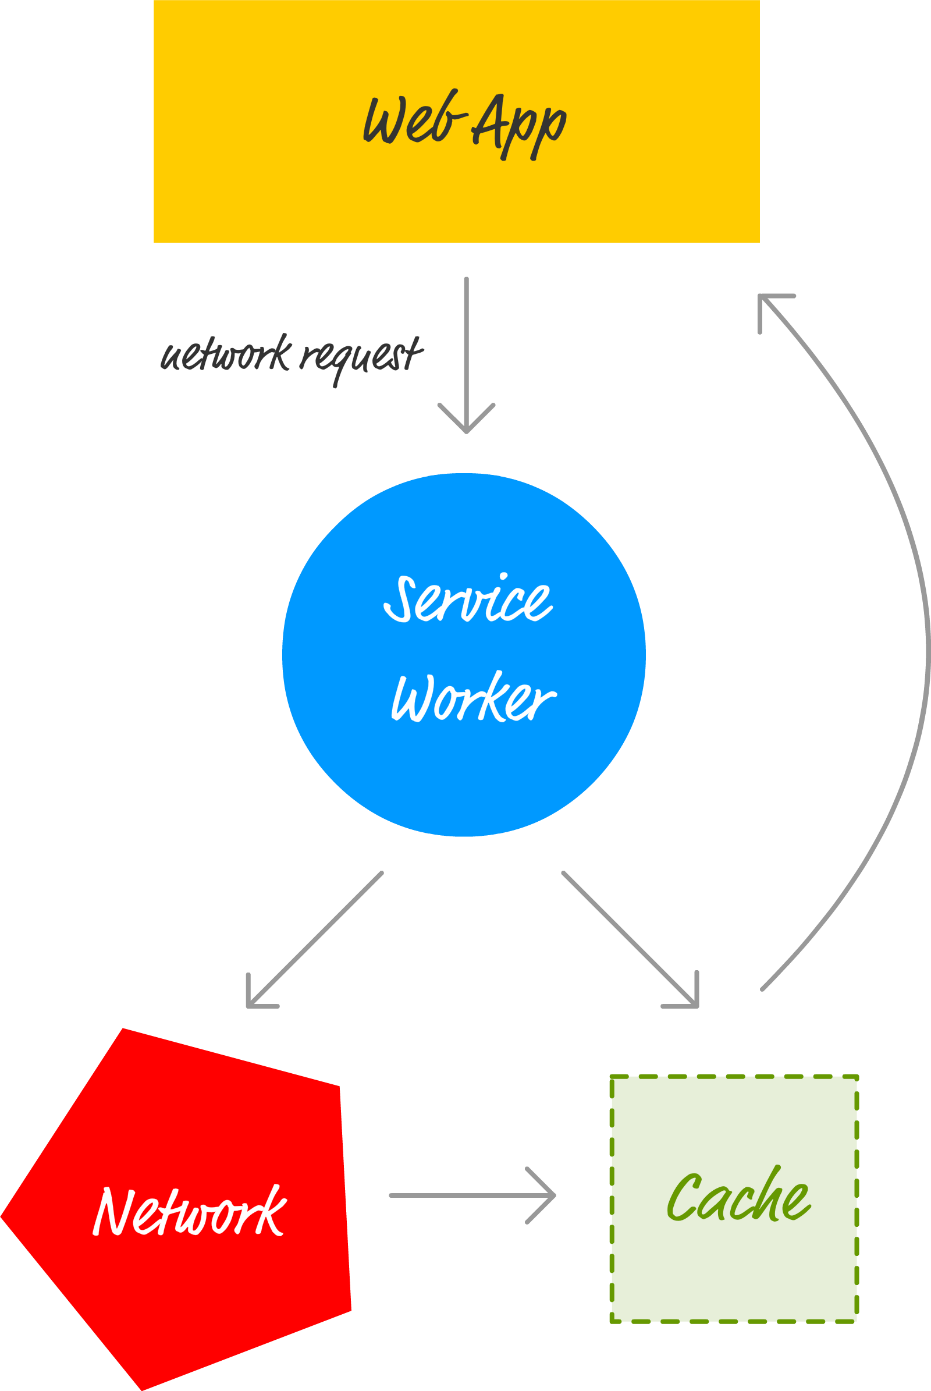 Web App
network request
Service
Worker
Network
Cache